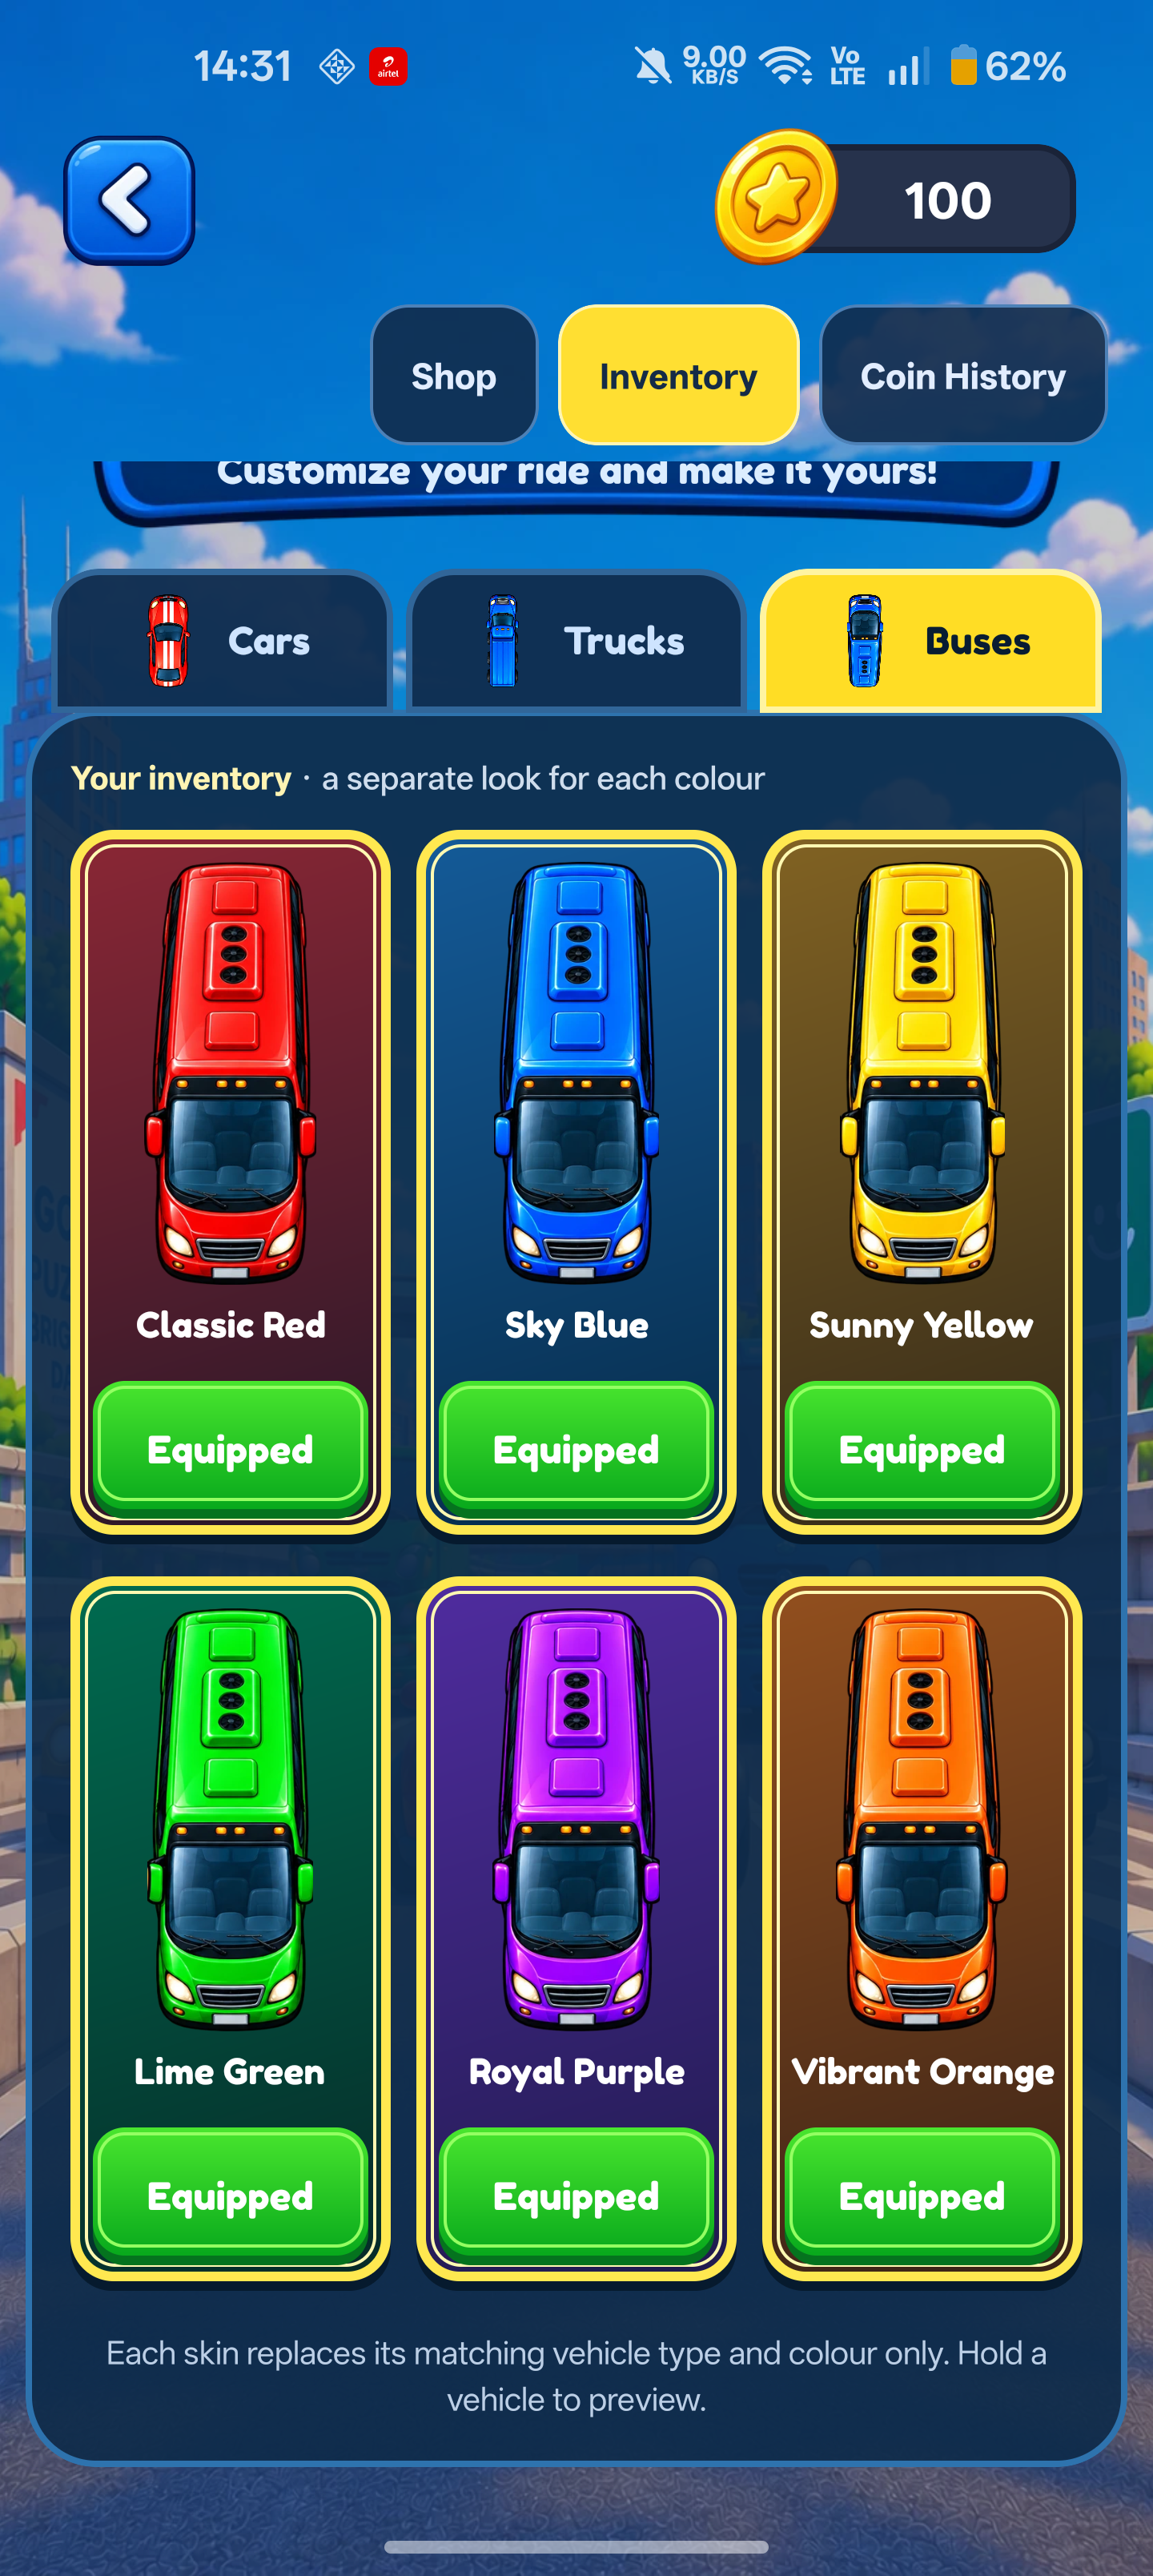 14:31
airtel
9.00
KB/S
Vo
LTE
62%
100
Shop
Inventory
Coin History
Customize your ride and make it yours!
Cars
Trucks
Buses
Your inventory · a separate look for each colour
Classic Red
Sky Blue
Sunny Yellow
Equipped
Equipped
Equipped
Lime Green
Royal Purple
Vibrant Orange
Equipped
Equipped
Equipped
Each skin replaces its matching vehicle type and colour only. Hold a
vehicle to preview.